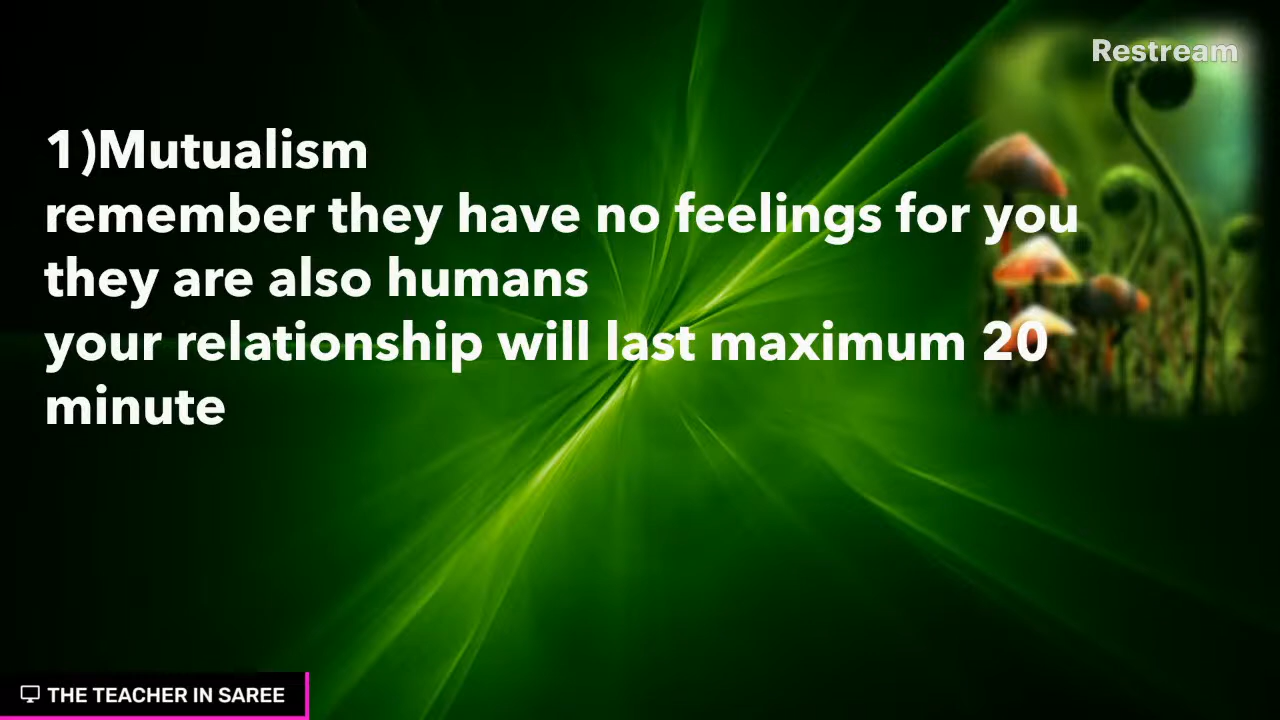 Restream
1)Mutualism
remember they have no feelings for you
they are also humans
your relationship will last maximum 20
minute
THE TEACHER IN SAREE